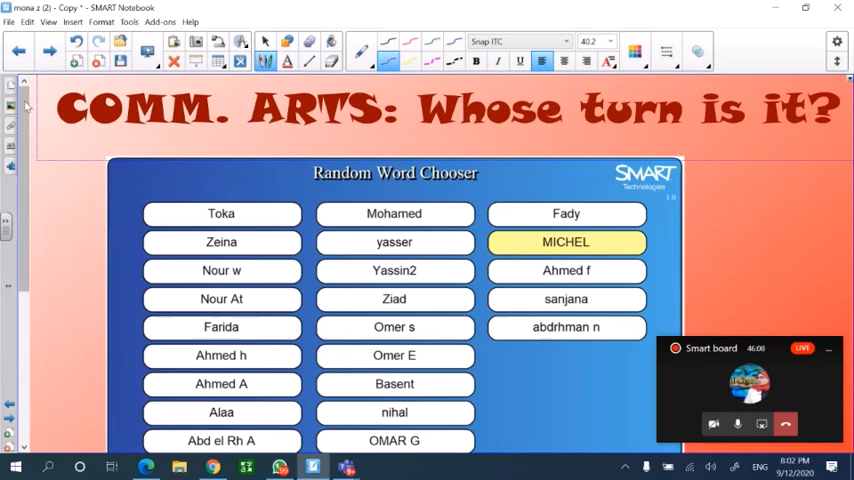 mona z (2) - Copy * - SMART Notebook
File Edit View Insert Format Tools Add-ons Help
Snap ITC 40.2
B I U
COMM. ARTS: Whose turn is it?
Random Word Chooser
SMART
Technologies
1.0
Toka Mohamed Fady
Zeina yasser MICHEL
Nour w Yassin2 Ahmed f
Nour At Ziad sanjana
Farida Omer s abdrhman n
Ahmed h Omer E
Ahmed A Basent
Alaa nihal
Abd el Rh A OMAR G
Smart board 46:08 LIVE
ENG
8:02 PM
9/12/2020